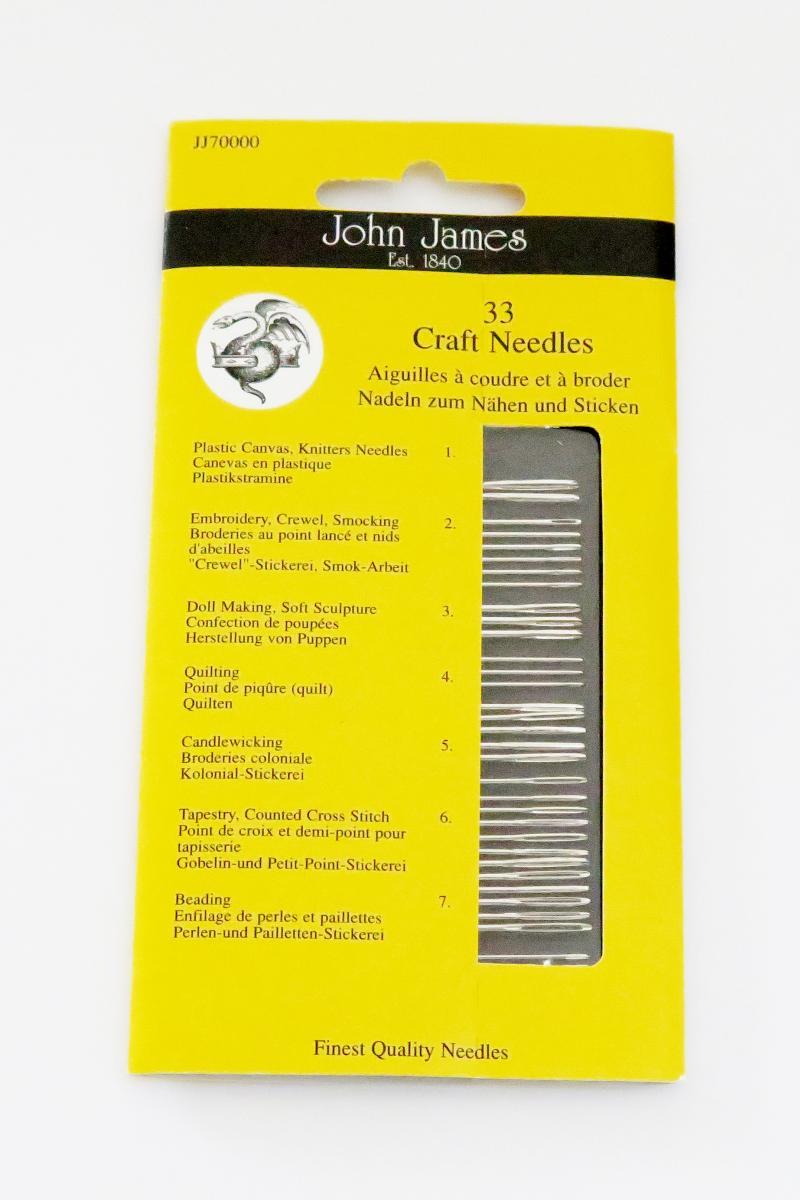 JJ70000
John James
Est. 1840
33
Craft Needles
Aiguilles à coudre et à broder
Nadeln zum Nähen und Sticken
Plastic Canvas, Knitters Needles 1.
Canevas en plastique
Plastikstramine
Embroidery, Crewel, Smocking 2.
Broderies au point lancé et nids
d'abeilles
"Crewel"-Stickerei, Smok-Arbeit
Doll Making, Soft Sculpture 3.
Confection de poupées
Herstellung von Puppen
Quilting 4.
Point de piqûre (quilt)
Quilten
Candlewicking 5.
Broderies coloniale
Kolonial-Stickerei
Tapestry, Counted Cross Stitch 6.
Point de croix et demi-point pour
tapisserie
Gobelin-und Petit-Point-Stickerei
Beading 7.
Enfilage de perles et paillettes
Perlen-und Pailletten-Stickerei
Finest Quality Needles